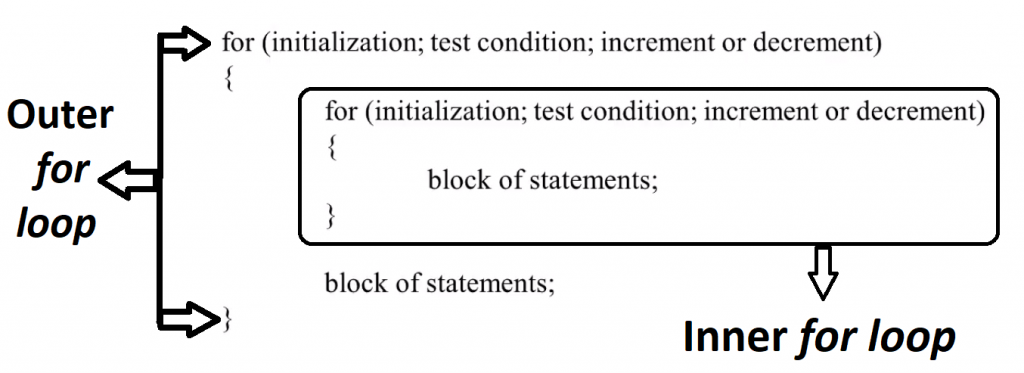 for (initialization; test condition; increment or decrement)
{
Outer
for
loop
for (initialization; test condition; increment or decrement)
{
block of statements;
}
block of statements;
}
Inner for loop